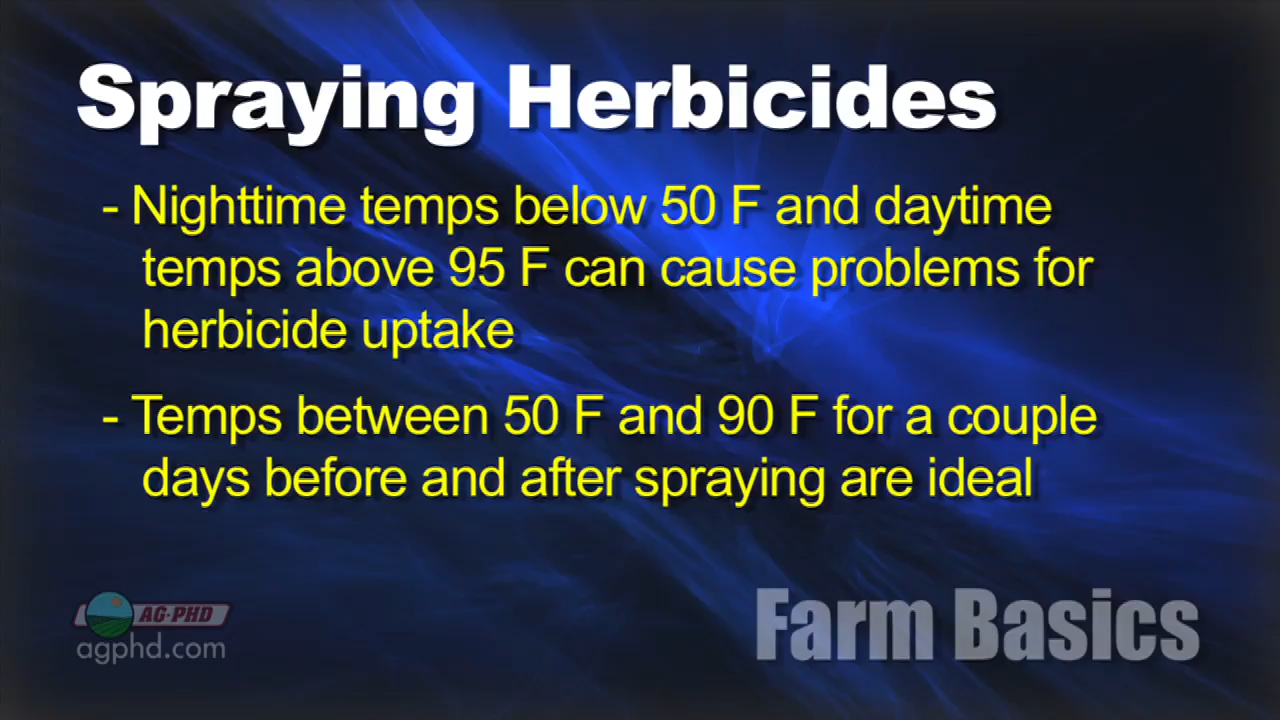 Spraying Herbicides
- Nighttime temps below 50 F and daytime
temps above 95 F can cause problems for
herbicide uptake
- Temps between 50 F and 90 F for a couple
days before and after spraying are ideal
AG-PHD
agphd.com
Farm Basics